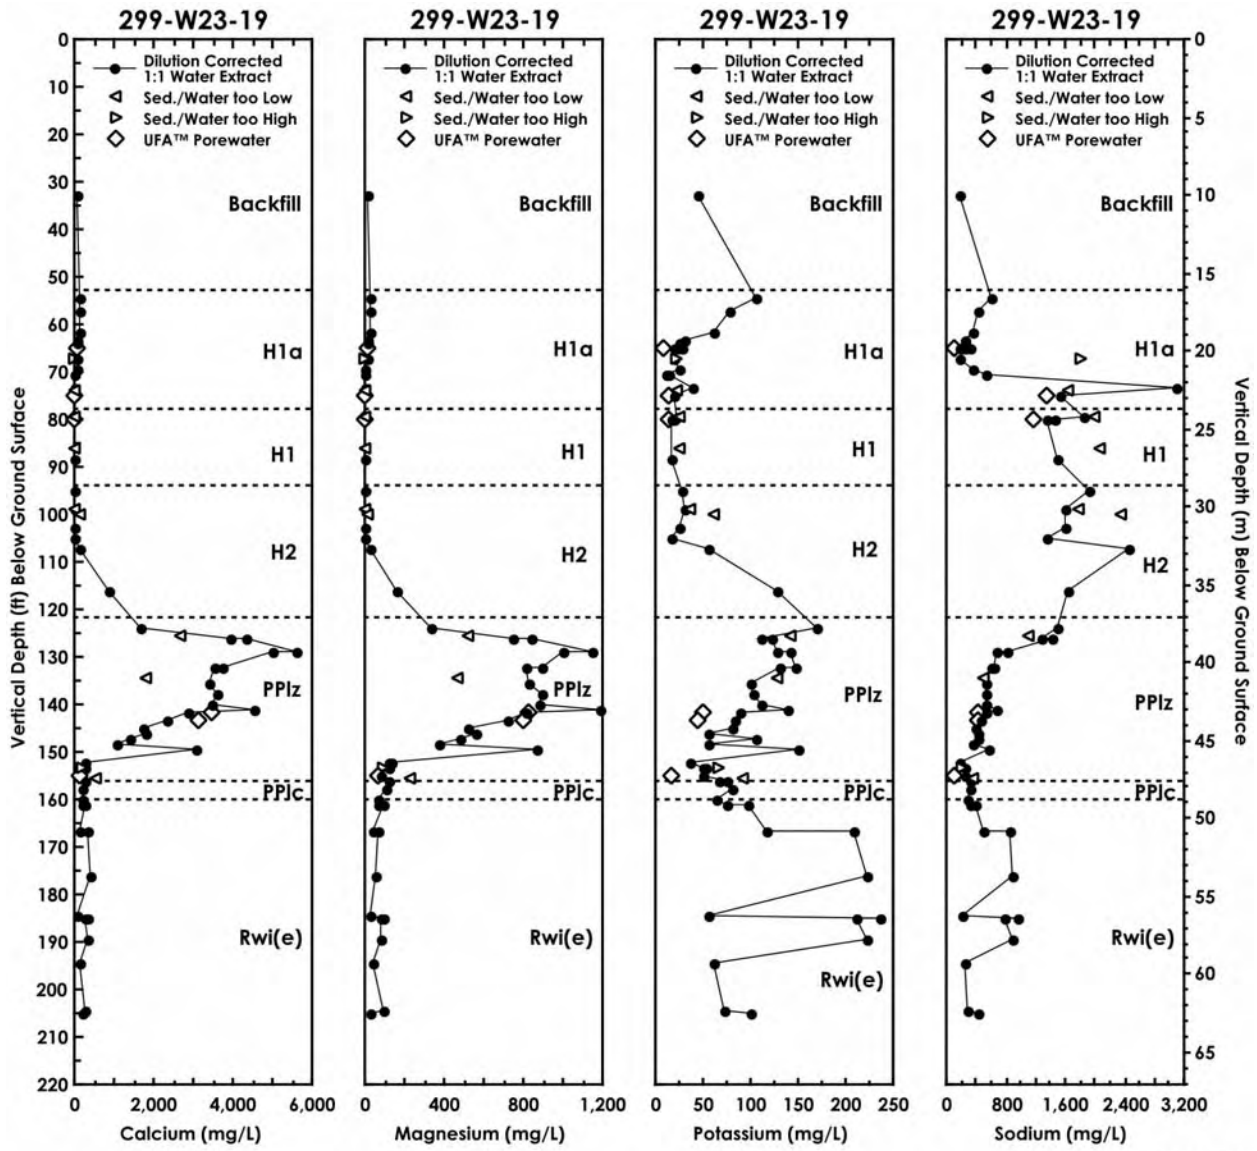 299-W23-19
299-W23-19
299-W23-19
299-W23-19
Vertical Depth (ft) Below Ground Surface
0
10
20
30
40
50
60
70
80
90
100
110
120
130
140
150
160
170
180
190
200
210
220
Dilution Corrected
1:1 Water Extract
Sed./Water too Low
Sed./Water too High
UFA™ Porewater
Backfill
H1a
H1
H2
PPlz
PPlc
Rwi(e)
0
2,000
4,000
6,000
Calcium (mg/L)
Dilution Corrected
1:1 Water Extract
Sed./Water too Low
Sed./Water too High
UFA™ Porewater
Backfill
H1a
H1
H2
PPlz
PPlc
Rwi(e)
0
400
800
1,200
Magnesium (mg/L)
Dilution Corrected
1:1 Water Extract
Sed./Water too Low
Sed./Water too High
UFA™ Porewater
Backfill
H1a
H1
H2
PPlz
PPlc
Rwi(e)
0
50
100
150
200
250
Potassium (mg/L)
Dilution Corrected
1:1 Water Extract
Sed./Water too Low
Sed./Water too High
UFA™ Porewater
Backfill
H1a
H1
H2
PPlz
PPlc
Rwi(e)
0
1,600
3,200
Sodium (mg/L)
0
5
10
15
20
25
30
35
40
45
50
55
60
65
Vertical Depth (m) Below Ground Surface